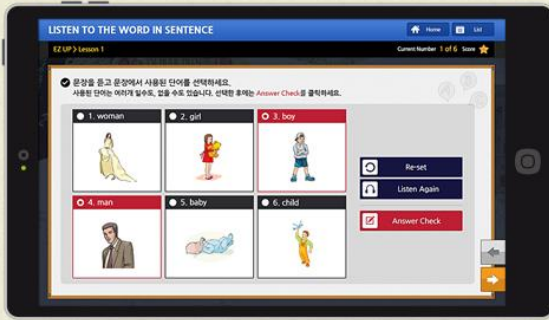 LISTEN TO THE WORD IN SENTENCE
Home
List
EZ UP > Lesson 1
Current Number 1 of 6 Score
문장을 듣고 문장에서 사용된 단어를 선택하세요.
사용된 단어는 여러개 일수도, 없을 수도 있습니다. 선택한 후에는 Answer Check를 클릭하세요.
1. woman
2. girl
3. boy
Re-set
Listen Again
4. man
5. baby
6. child
Answer Check